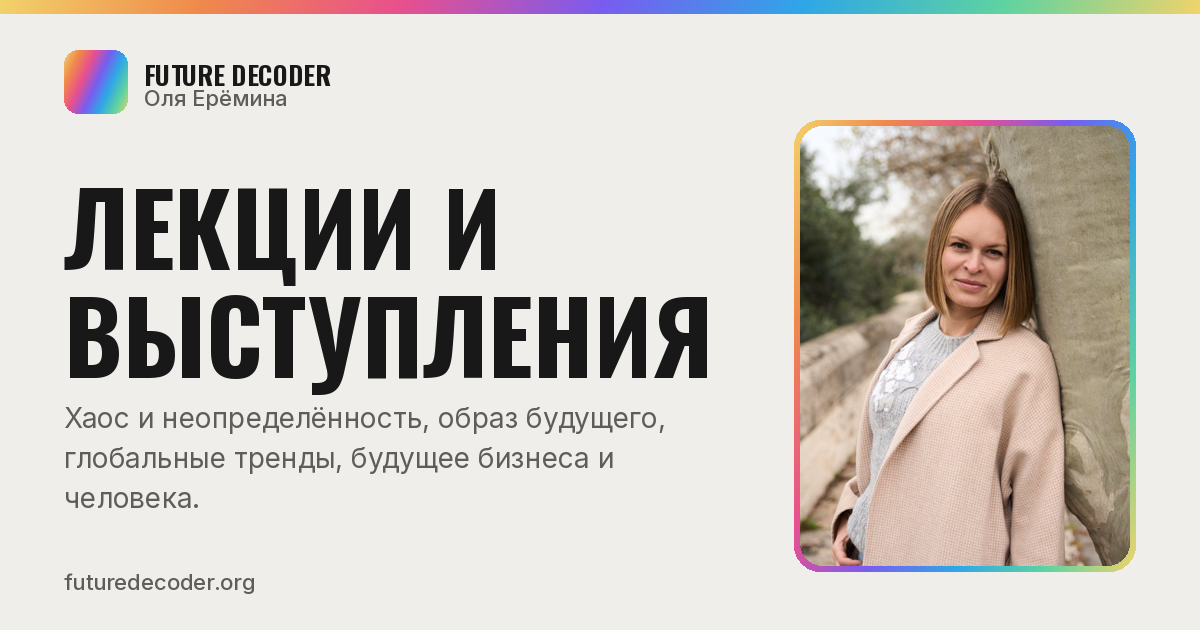 FUTURE DECODER
Оля Ерёмина
ЛЕКЦИИ И
ВЫСТУПЛЕНИЯ
Хаос и неопределённость, образ будущего,
глобальные тренды, будущее бизнеса и
человека.
futuredecoder.org